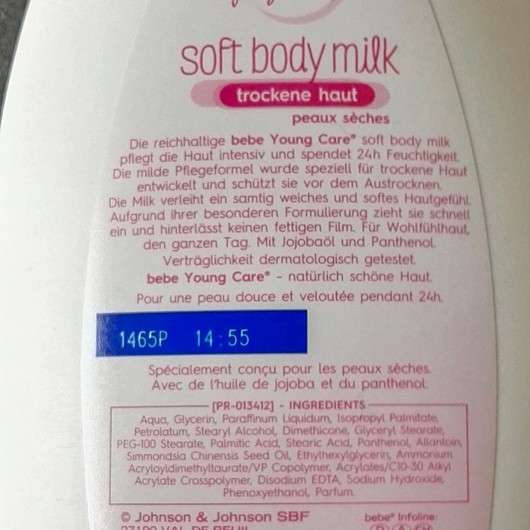 soft body milk
trockene haut
peaux sèches
Die reichhaltige bebe Young Care® soft body milk
pflegt die Haut intensiv und spendet 24h Feuchtigkeit.
Die milde Pflegeformel wurde speziell für trockene Haut
entwickelt und schützt sie vor dem Austrocknen.
Die Milk verleiht ein samtig weiches und softes Hautgefühl.
Aufgrund ihrer besonderen Formulierung zieht sie schnell
ein und hinterlässt keinen fettigen Film. Für Wohlfühlhaut,
den ganzen Tag. Mit Jojobaöl und Panthenol.
Verträglichkeit dermatologisch getestet.
bebe Young Care® - natürlich schöne Haut.
Pour une peau douce et veloutée pendant 24h.
1465P 14:55
Spécialement conçu pour les peaux sèches.
Avec de l'huile de jojoba et du panthenol.
[PR-013412] - INGREDIENTS
Aqua, Glycerin, Paraffinum Liquidum, Isopropyl Palmitate,
Petrolatum, Stearyl Alcohol, Dimethicone, Glyceryl Stearate,
PEG-100 Stearate, Palmitic Acid, Stearic Acid, Panthenol, Allantoin,
Simmondsia Chinensis Seed Oil, Ethylhexylglycerin, Ammonium
Acryloyldimethyltaurate/VP Copolymer, Acrylates/C10-30 Alkyl
Acrylate Crosspolymer, Disodium EDTA, Sodium Hydroxide,
Phenoxyethanol, Parfum.
© Johnson & Johnson SBF
bebe® Infoline: